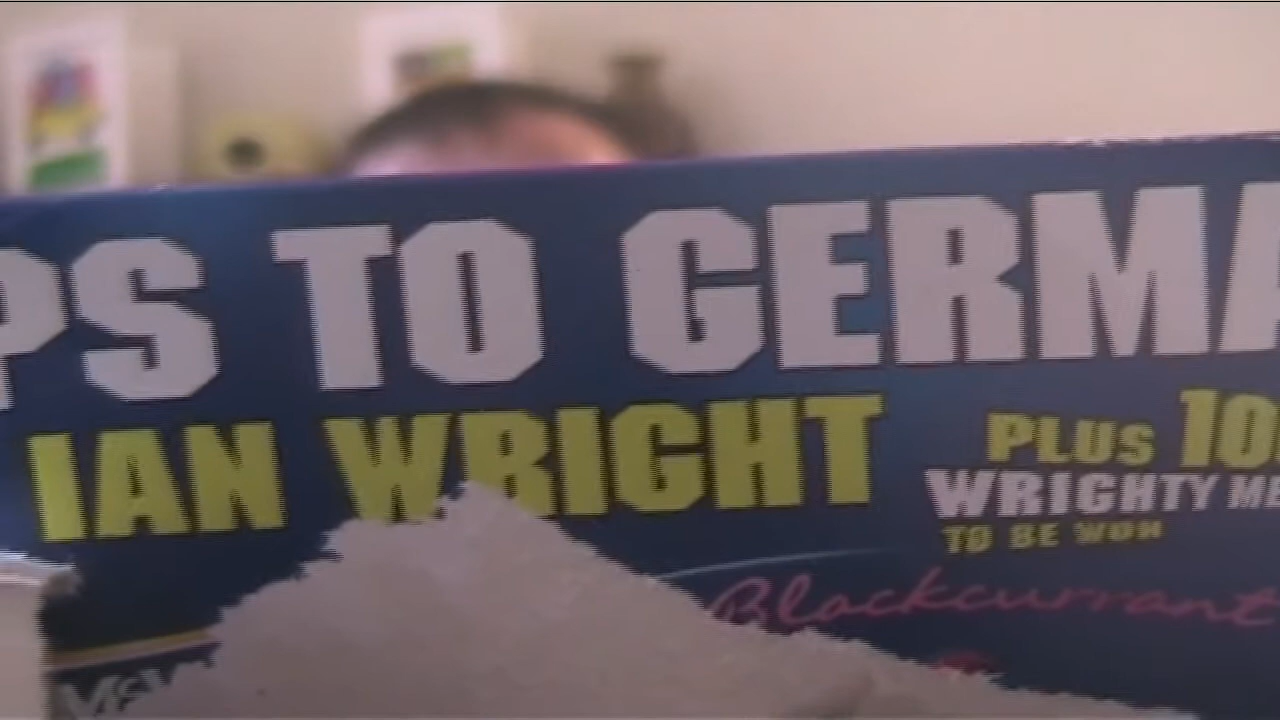 PS TO GERMA
IAN WRIGHT
PLUS 10
WRIGHTY ME
TO BE WON
Blackcurrant